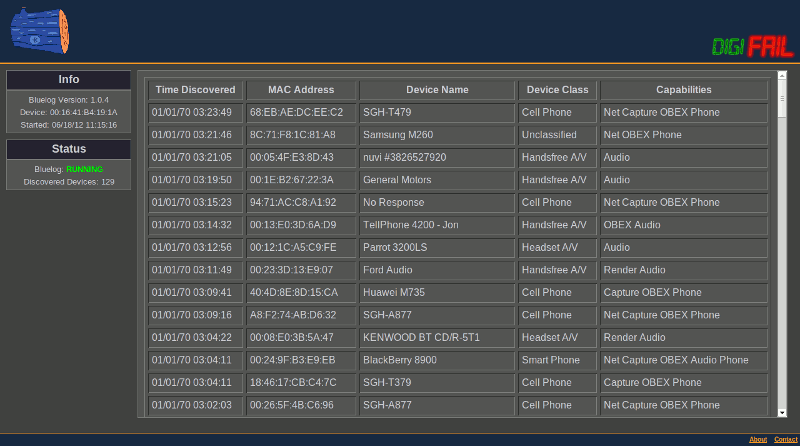 DIGIFAIL
Info
Bluelog Version: 1.0.4
Device: 00:16:41:B4:19:1A
Started: 06/18/12 11:15:16
Status
Bluelog: RUNNING
Discovered Devices: 129
Time Discovered MAC Address Device Name Device Class Capabilities
01/01/70 03:23:49 68:EB:AE:DC:EE:C2 SGH-T479 Cell Phone Net Capture OBEX Phone
01/01/70 03:21:46 8C:71:F8:1C:81:A8 Samsung M260 Unclassified Net OBEX Phone
01/01/70 03:21:05 00:05:4F:E3:8D:43 nuvi #3826527920 Handsfree A/V Audio
01/01/70 03:19:50 00:1E:B2:67:22:3A General Motors Handsfree A/V Audio
01/01/70 03:15:23 94:71:AC:C8:A1:92 No Response Cell Phone Net Capture OBEX Phone
01/01/70 03:14:32 00:13:E0:3D:6A:D9 TellPhone 4200 - Jon Handsfree A/V OBEX Audio
01/01/70 03:12:56 00:12:1C:A5:C9:FE Parrot 3200LS Headset A/V Audio
01/01/70 03:11:49 00:23:3D:13:E9:07 Ford Audio Handsfree A/V Render Audio
01/01/70 03:09:41 40:4D:8E:8D:15:CA Huawei M735 Cell Phone Capture OBEX Phone
01/01/70 03:09:16 A8:F2:74:AB:D6:32 SGH-A877 Cell Phone Net Capture OBEX Phone
01/01/70 03:04:22 00:08:E0:3B:5A:47 KENWOOD BT CD/R-5T1 Headset A/V Render Audio
01/01/70 03:04:11 00:24:9F:B3:E9:EB BlackBerry 8900 Smart Phone Net Capture OBEX Audio Phone
01/01/70 03:04:11 18:46:17:CB:C4:7C SGH-T379 Cell Phone Capture OBEX Phone
01/01/70 03:02:03 00:26:5F:4B:C6:96 SGH-A877 Cell Phone Net Capture OBEX Phone
About Contact